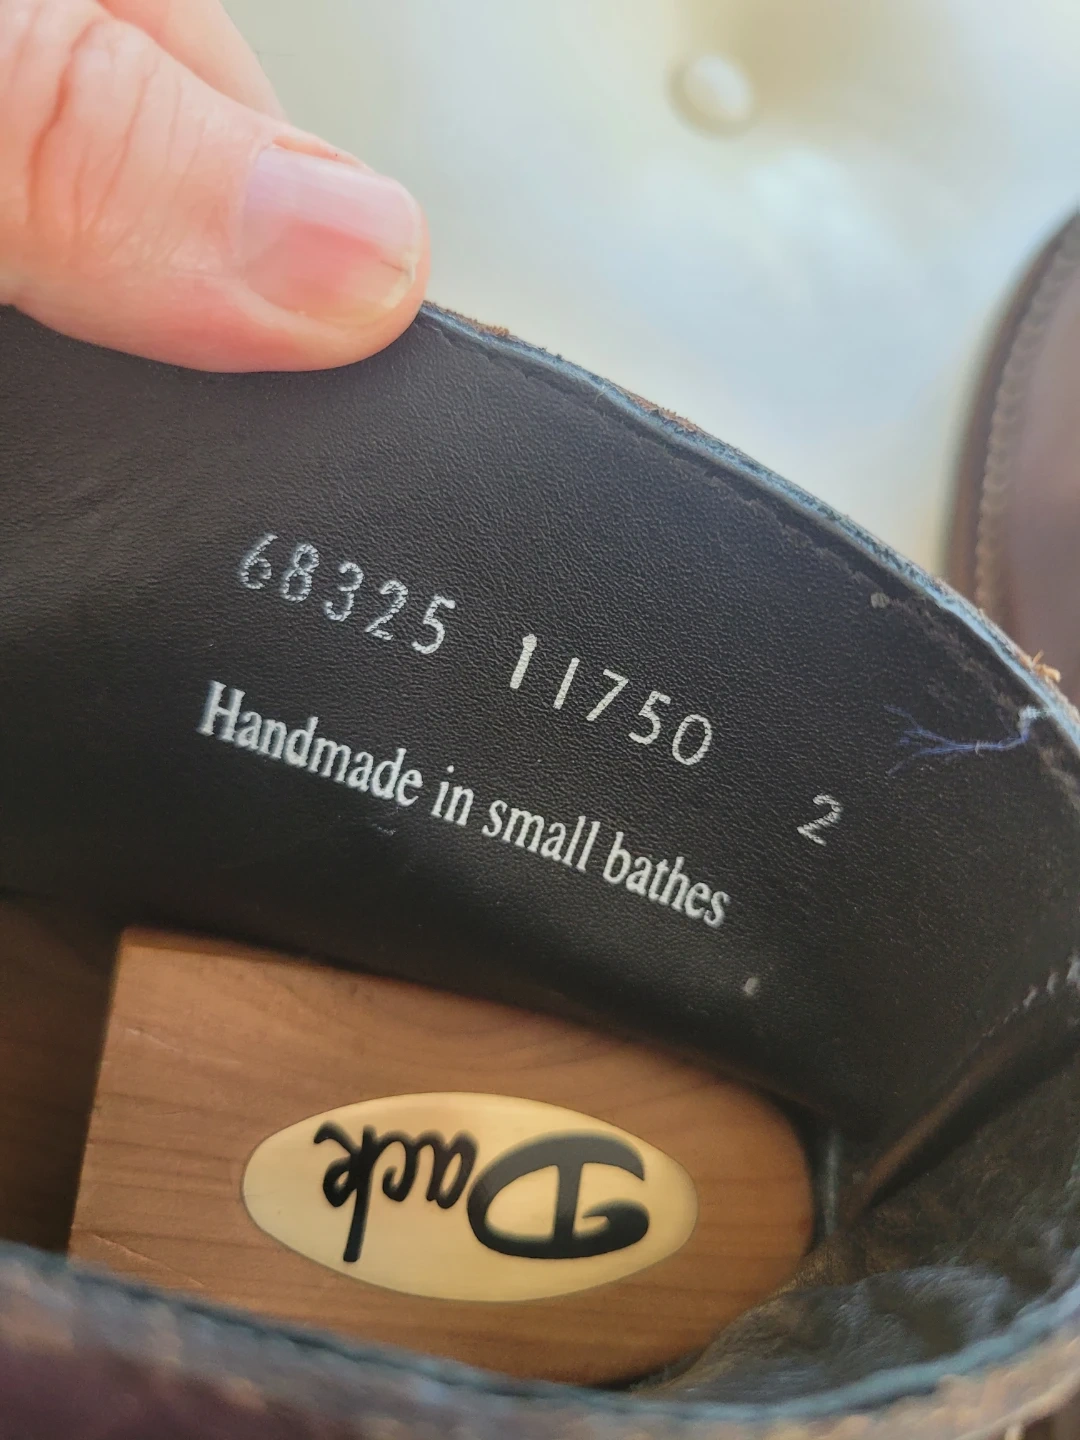 68325 11750 2
Handmade in small bathes
Dack